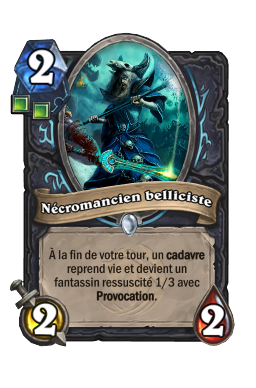 2
Nécromancien belliciste
À la fin de votre tour, un cadavre
reprend vie et devient un
fantassin ressuscité 1/3 avec
Provocation.
2
2